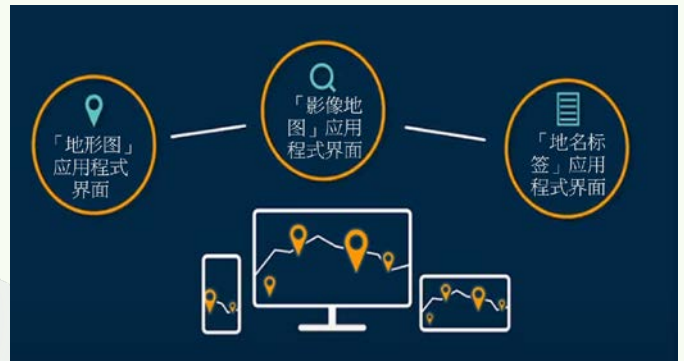 「地形图」
应用程式
界面
「影像地
图」应用
程式界面
「地名标
签」应用
程式界面